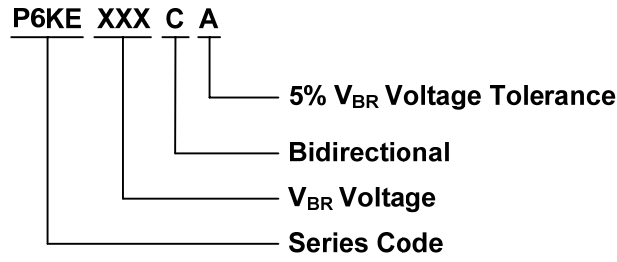 P6KE XXX C A
5% VBR Voltage Tolerance
Bidirectional
VBR Voltage
Series Code